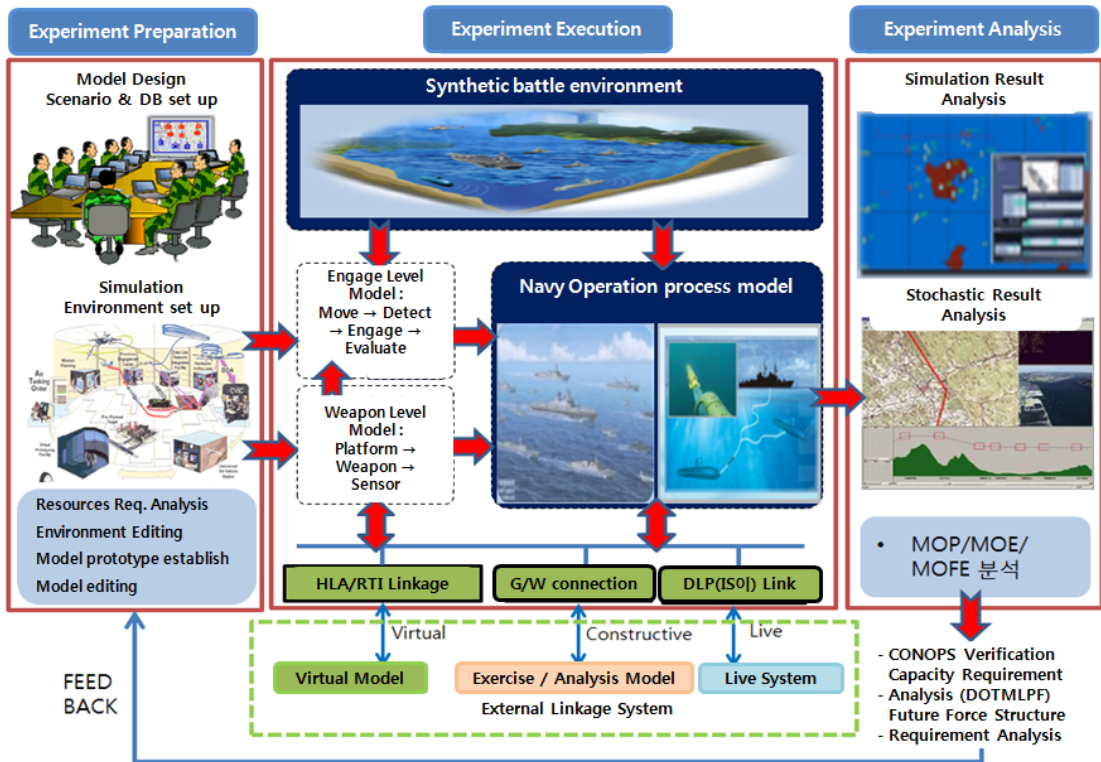 Experiment Preparation
Experiment Execution
Experiment Analysis
Model Design
Scenario & DB set up
Simulation
Environment set up
Resources Req. Analysis
Environment Editing
Model prototype establish
Model editing
Synthetic battle environment
Engage Level
Model :
Move → Detect
→ Engage →
Evaluate
Weapon Level
Model :
Platform →
Weapon →
Sensor
Navy Operation process model
HLA/RTI Linkage
G/W connection
DLP(IS이) Link
Virtual
Constructive
Live
Virtual Model
Exercise / Analysis Model
Live System
External Linkage System
Simulation Result
Analysis
Stochastic Result
Analysis
• MOP/MOE/
MOFE 분석
- CONOPS Verification
Capacity Requirement
- Analysis (DOTMLPF)
Future Force Structure
- Requirement Analysis
FEED
BACK